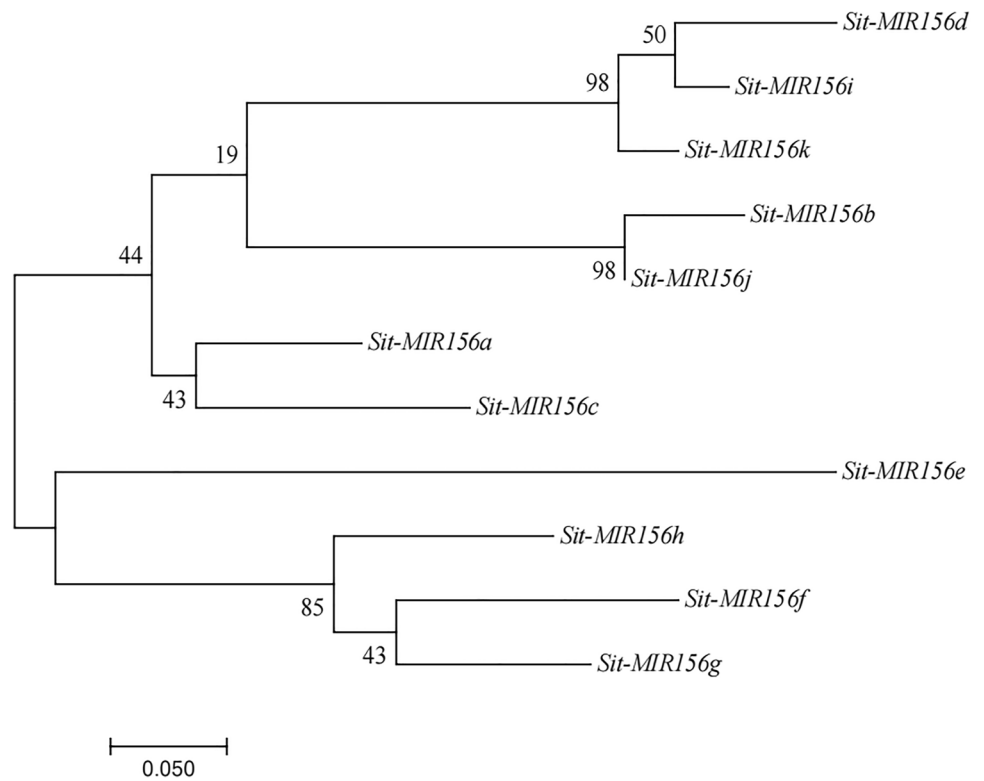 50
Sit-MIR156d
98
Sit-MIR156i
Sit-MIR156k
19
Sit-MIR156b
44
98
Sit-MIR156j
Sit-MIR156a
43
Sit-MIR156c
Sit-MIR156e
Sit-MIR156h
85
Sit-MIR156f
43
Sit-MIR156g
0.050